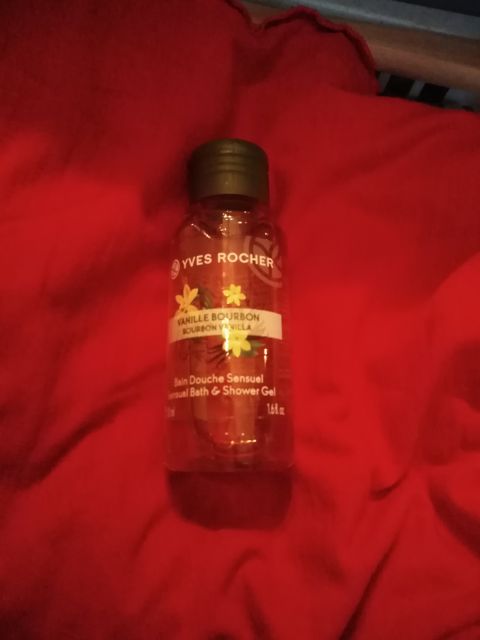 YVES ROCHER
VANILLE BOURBON
BOURBON VANILLA
Bain Douche Sensuel
Sensual Bath & Shower Gel
1.6 fl. oz